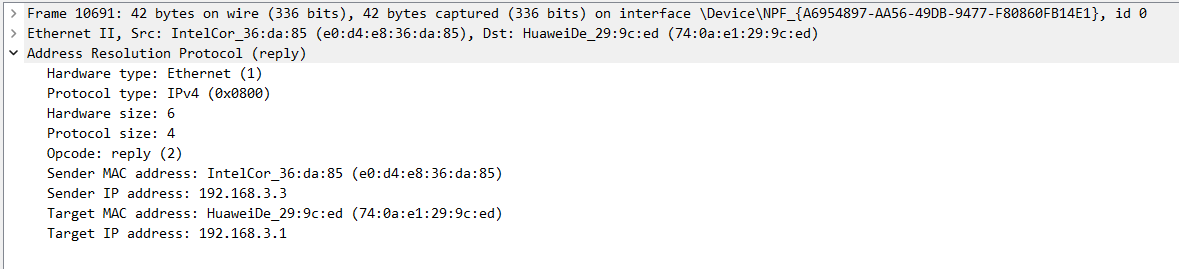 Frame 10691: 42 bytes on wire (336 bits), 42 bytes captured (336 bits) on interface \Device\NPF_{A6954897-AA56-49DB-9477-F80860FB14E1}, id 0
Ethernet II, Src: IntelCor_36:da:85 (e0:d4:e8:36:da:85), Dst: HuaweiDe_29:9c:ed (74:0a:e1:29:9c:ed)
Address Resolution Protocol (reply)
Hardware type: Ethernet (1)
Protocol type: IPv4 (0x0800)
Hardware size: 6
Protocol size: 4
Opcode: reply (2)
Sender MAC address: IntelCor_36:da:85 (e0:d4:e8:36:da:85)
Sender IP address: 192.168.3.3
Target MAC address: HuaweiDe_29:9c:ed (74:0a:e1:29:9c:ed)
Target IP address: 192.168.3.1